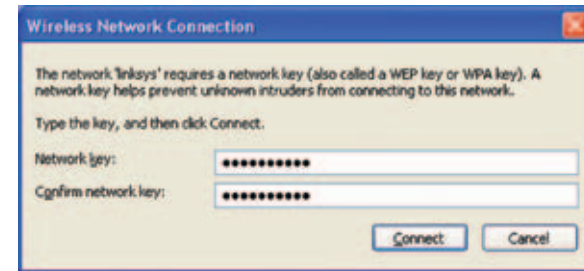 Wireless Network Connection
The network 'linksys' requires a network key (also called a WEP key or WPA key). A
network key helps prevent unknown intruders from connecting to this network.
Type the key, and then click Connect.
Network key:
••••••••••
Confirm network key:
••••••••••
Connect Cancel